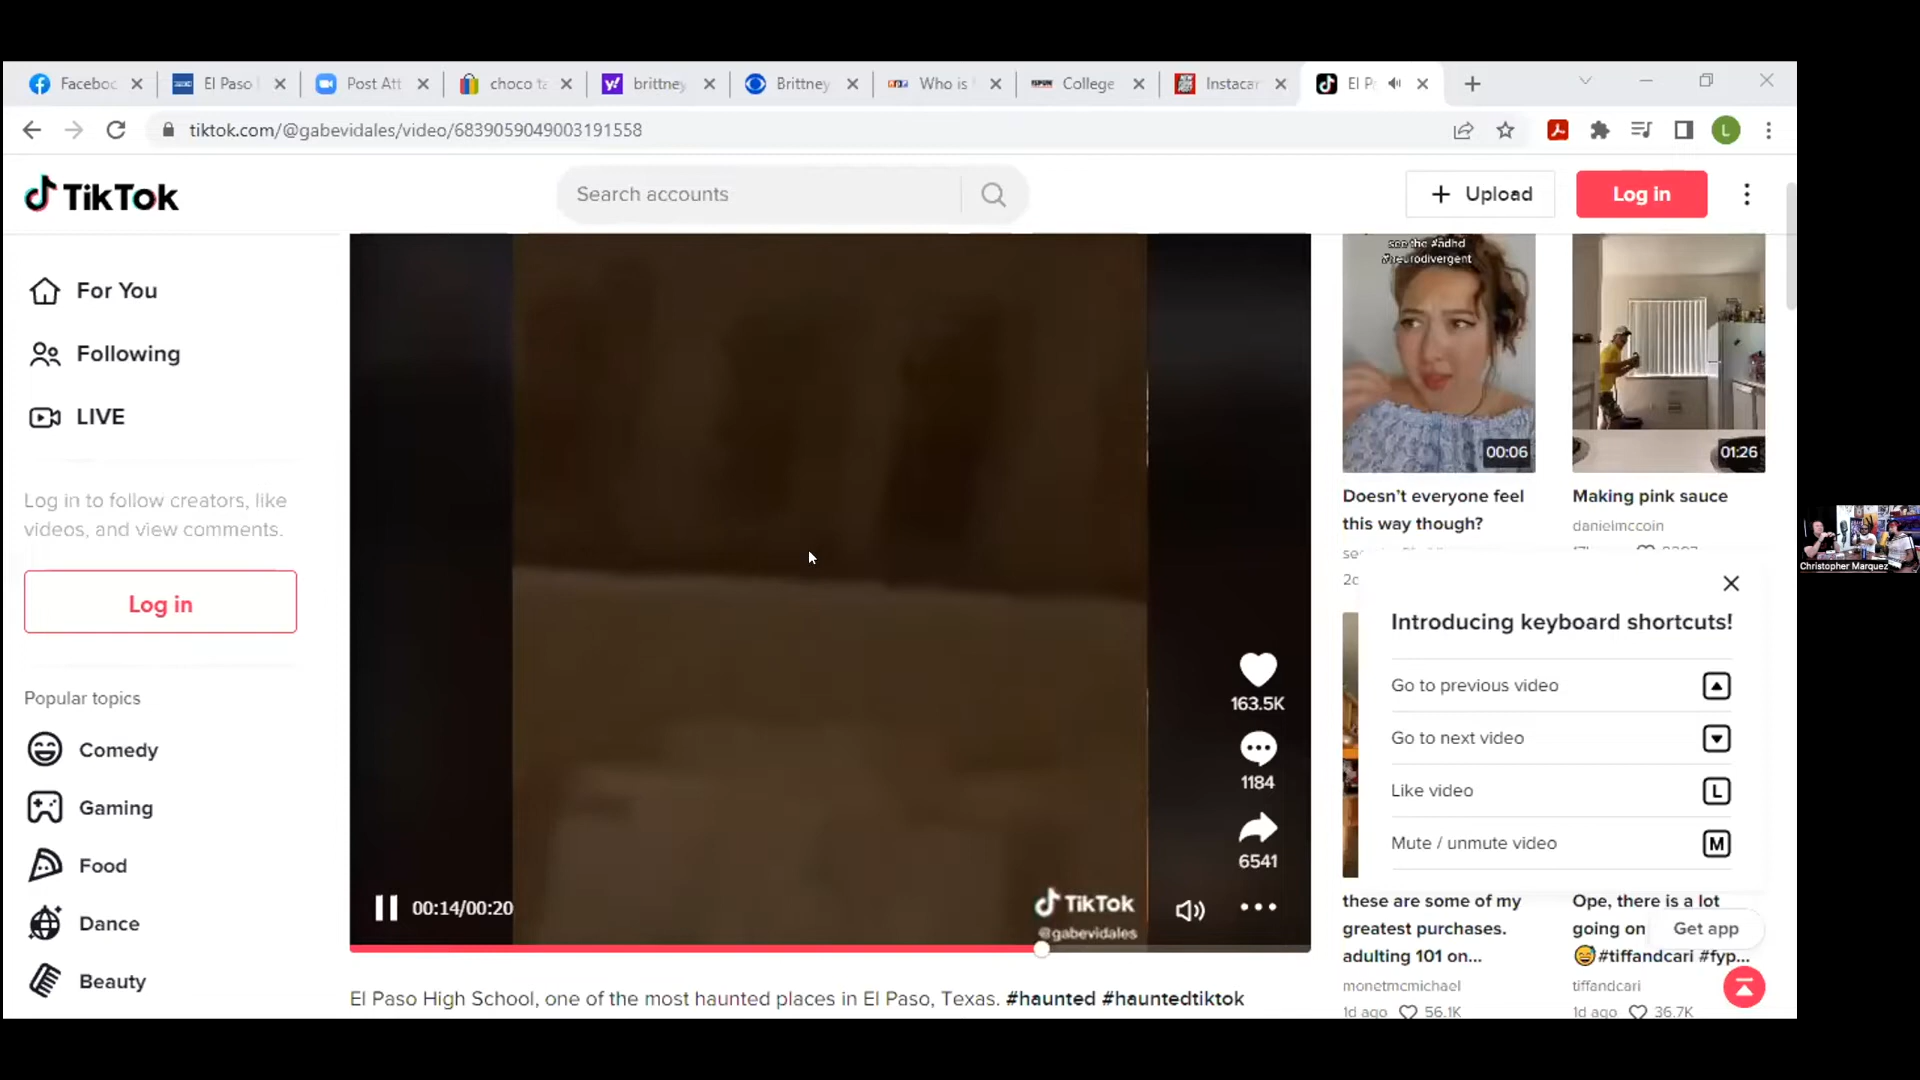 Faceboo
El Paso
Post Att
choco ta
brittney
Brittney
Who is
College
Instacar
El P
tiktok.com/@gabevidales/video/6839059049003191558
L
TikTok
Search accounts
Upload
Log in
For You
Following
LIVE
Log in to follow creators, like
videos, and view comments.
Log in
Popular topics
Comedy
Gaming
Food
Dance
Beauty
163.5K
1184
6541
00:14/00:20
TikTok
@gabevidales
El Paso High School, one of the most haunted places in El Paso, Texas. #haunted #hauntedtiktok
see the #adhd
#neurodivergent
00:06
Doesn't everyone feel
this way though?
01:26
Making pink sauce
danielmccoin
Introducing keyboard shortcuts!
Go to previous video
Go to next video
Like video L
Mute / unmute video M
these are some of my
greatest purchases.
adulting 101 on...
monetmcmichael
1d ago 56.1K
Ope, there is a lot
going on
😅#tiffandcari #fyp...
tiffandcari
1d ago 36.7K
Get app
Christopher Marquez